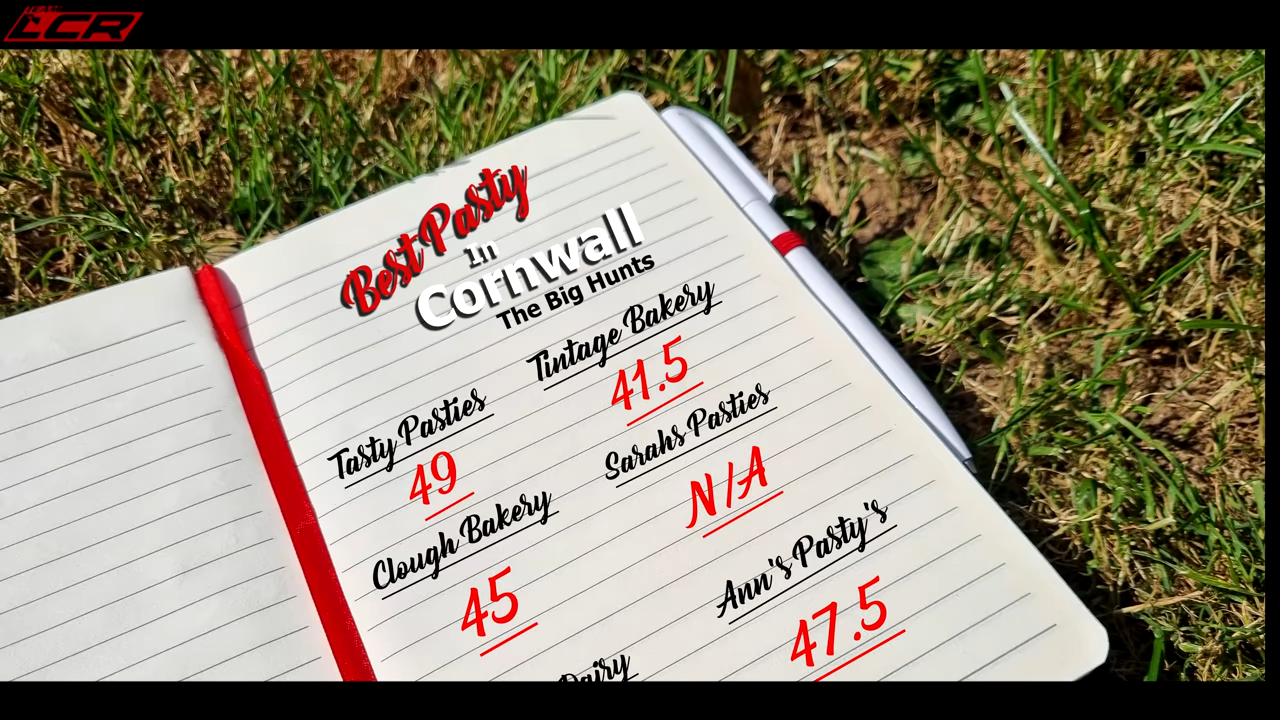 LCR
Best Pasty
In
Cornwall
The Big Hunts
Tintage Bakery
41.5
Tasty Pasties
49
Sarahs Pasties
N/A
Clough Bakery
45
Ann's Pasty's
47.5
Dairy